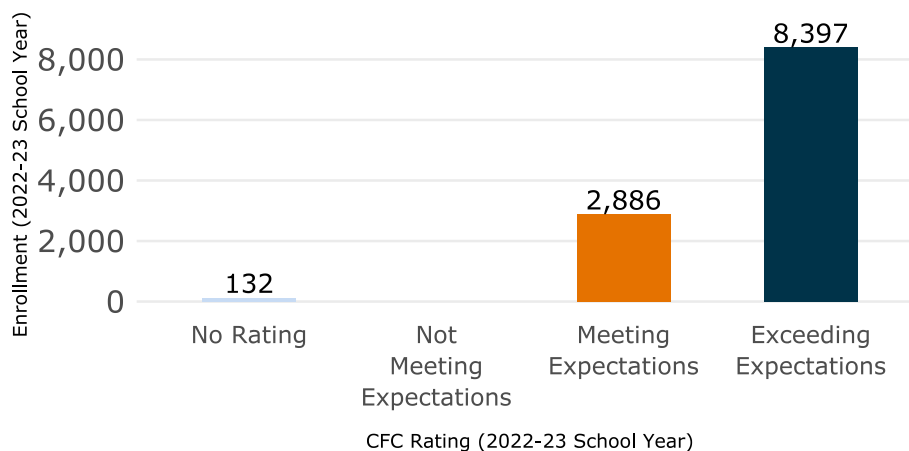 Enrollment (2022-23 School Year)
8,000
6,000
4,000
2,000
0
132
2,886
8,397
No Rating
Not
Meeting
Expectations
Meeting
Expectations
Exceeding
Expectations
CFC Rating (2022-23 School Year)